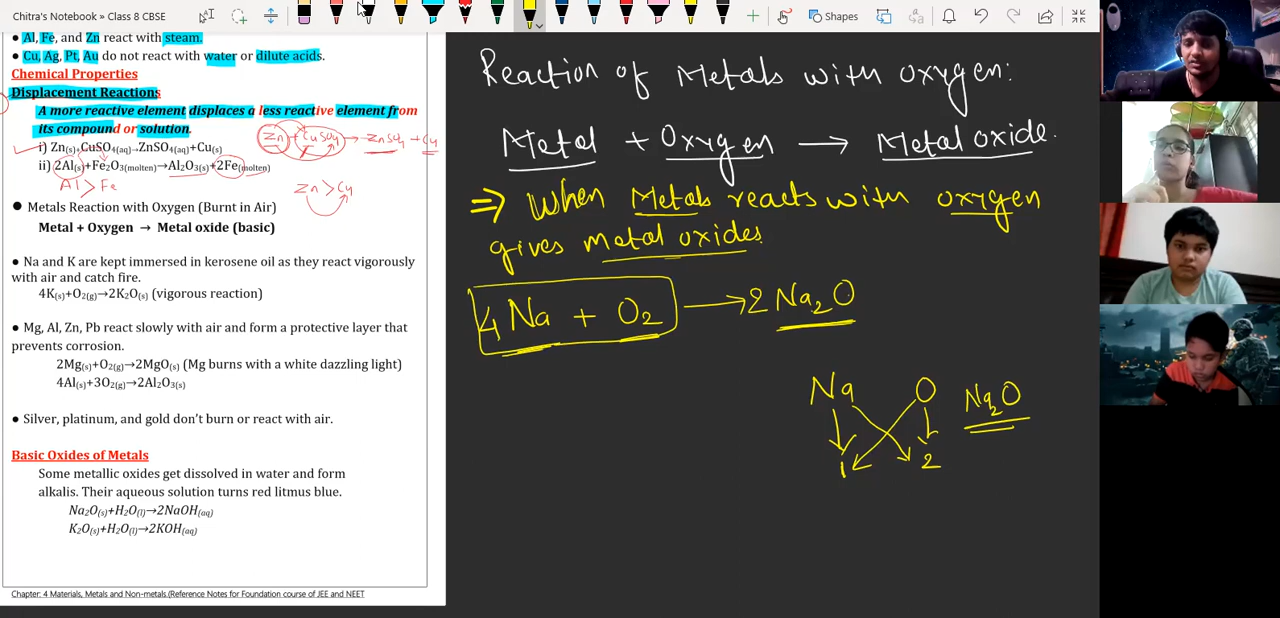 Chitra's Notebook » Class 8 CBSE
Shapes
● Al, Fe, and Zn react with steam.
● Cu, Ag, Pt, Au do not react with water or dilute acids.
Chemical Properties
Displacement Reactions
A more reactive element displaces a less reactive element from
its compound or solution.
Zn + CuSO4 → ZnSO4 + Cu
i) Zn(s)+CuSO4(aq)→ZnSO4(aq)+Cu(s)
ii) 2Al(s)+Fe2O3(molten)→Al2O3(s)+2Fe(molten)
Al > Fe
Zn > Cu
● Metals Reaction with Oxygen (Burnt in Air)
Metal + Oxygen → Metal oxide (basic)
● Na and K are kept immersed in kerosene oil as they react vigorously
with air and catch fire.
4K(s)+O2(g)→2K2O(s) (vigorous reaction)
● Mg, Al, Zn, Pb react slowly with air and form a protective layer that
prevents corrosion.
2Mg(s)+O2(g)→2MgO(s) (Mg burns with a white dazzling light)
4Al(s)+3O2(g)→2Al2O3(s)
● Silver, platinum, and gold don't burn or react with air.
Basic Oxides of Metals
Some metallic oxides get dissolved in water and form
alkalis. Their aqueous solution turns red litmus blue.
Na2O(s)+H2O(l)→2NaOH(aq)
K2O(s)+H2O(l)→2KOH(aq)
Chapter: 4 Materials, Metals and Non-metals.(Reference Notes for Foundation course of JEE and NEET
Reaction of Metals with oxygen:
Metal + Oxygen → Metal oxide.
⇒ When Metals reacts with oxygen
gives metal oxides.
4 Na + O2 → 2 Na2O
Na O Na2O
1 2